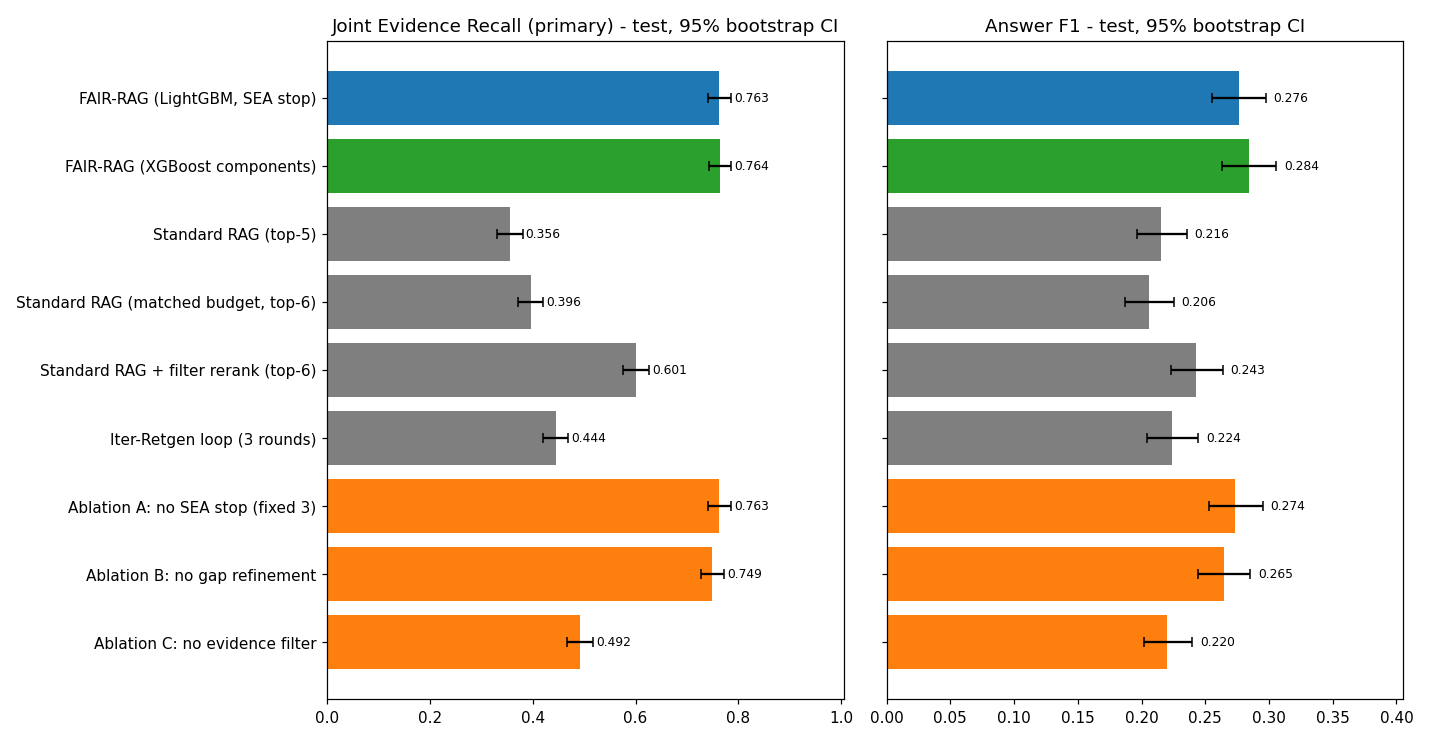 Joint Evidence Recall (primary) - test, 95% bootstrap CI
Answer F1 - test, 95% bootstrap CI
FAIR-RAG (LightGBM, SEA stop) 0.763 0.276
FAIR-RAG (XGBoost components) 0.764 0.284
Standard RAG (top-5) 0.356 0.216
Standard RAG (matched budget, top-6) 0.396 0.206
Standard RAG + filter rerank (top-6) 0.601 0.243
Iter-Retgen loop (3 rounds) 0.444 0.224
Ablation A: no SEA stop (fixed 3) 0.763 0.274
Ablation B: no gap refinement 0.749 0.265
Ablation C: no evidence filter 0.492 0.220
0.0 0.2 0.4 0.6 0.8 1.0
0.00 0.05 0.10 0.15 0.20 0.25 0.30 0.35 0.40